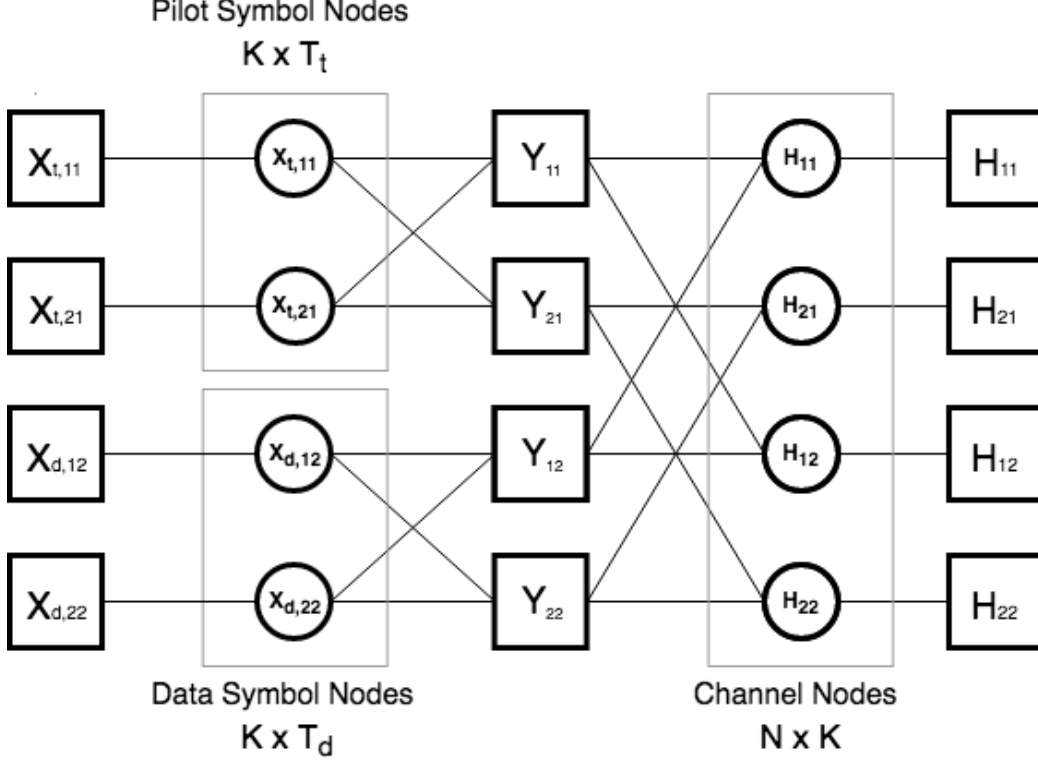 Pilot Symbol Nodes
K x Tt
Xt,11 Xt,11 Y11 H11 H11
Xt,21 Xt,21 Y21 H21 H21
Xd,12 Xd,12 Y12 H12 H12
Xd,22 Xd,22 Y22 H22 H22
Data Symbol Nodes Channel Nodes
K x Td N x K